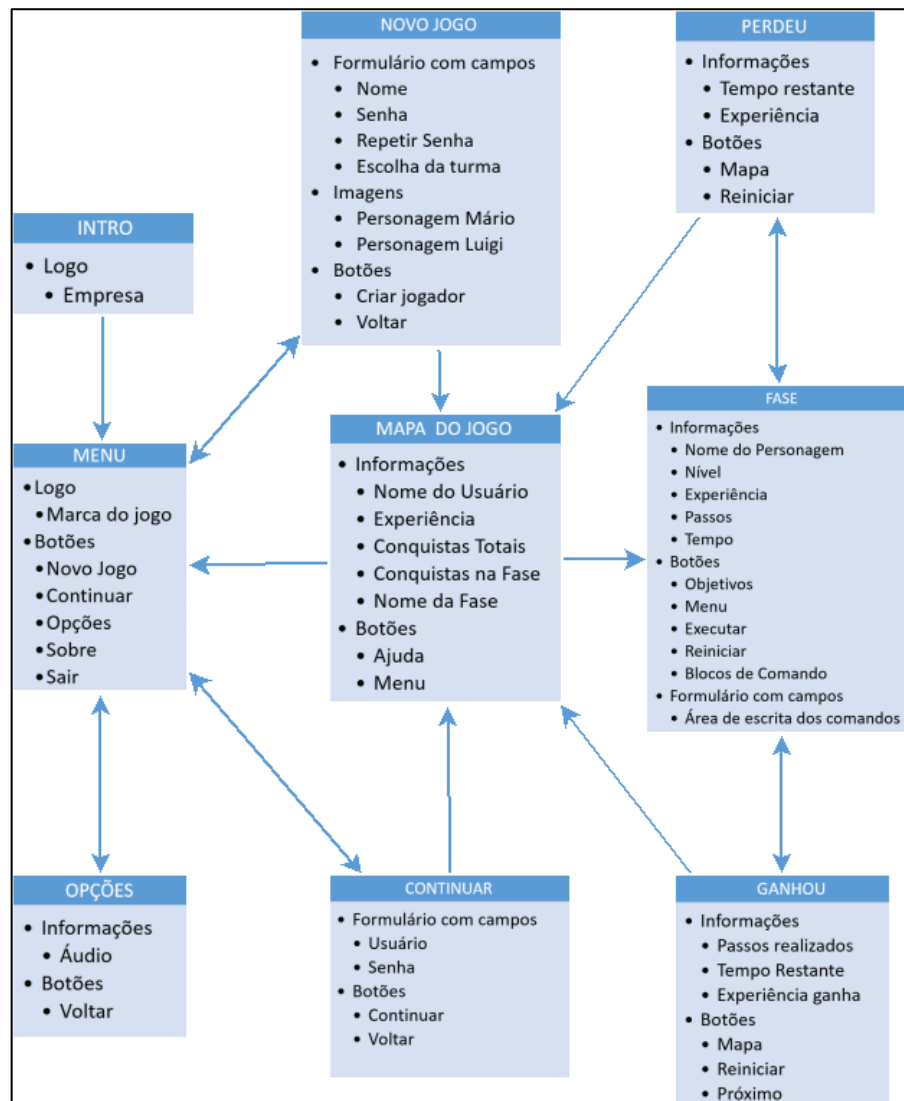 NOVO JOGO
• Formulário com campos
• Nome
• Senha
• Repetir Senha
• Escolha da turma
• Imagens
• Personagem Mário
• Personagem Luigi
• Botões
• Criar jogador
• Voltar
PERDEU
• Informações
• Tempo restante
• Experiência
• Botões
• Mapa
• Reiniciar
INTRO
• Logo
• Empresa
MENU
• Logo
• Marca do jogo
• Botões
• Novo Jogo
• Continuar
• Opções
• Sobre
• Sair
MAPA DO JOGO
• Informações
• Nome do Usuário
• Experiência
• Conquistas Totais
• Conquistas na Fase
• Nome da Fase
• Botões
• Ajuda
• Menu
FASE
• Informações
• Nome do Personagem
• Nível
• Experiência
• Passos
• Tempo
• Botões
• Objetivos
• Menu
• Executar
• Reiniciar
• Blocos de Comando
• Formulário com campos
• Área de escrita dos comandos
OPÇÕES
• Informações
• Áudio
• Botões
• Voltar
CONTINUAR
• Formulário com campos
• Usuário
• Senha
• Botões
• Continuar
• Voltar
GANHOU
• Informações
• Passos realizados
• Tempo Restante
• Experiência ganha
• Botões
• Mapa
• Reiniciar
• Próximo